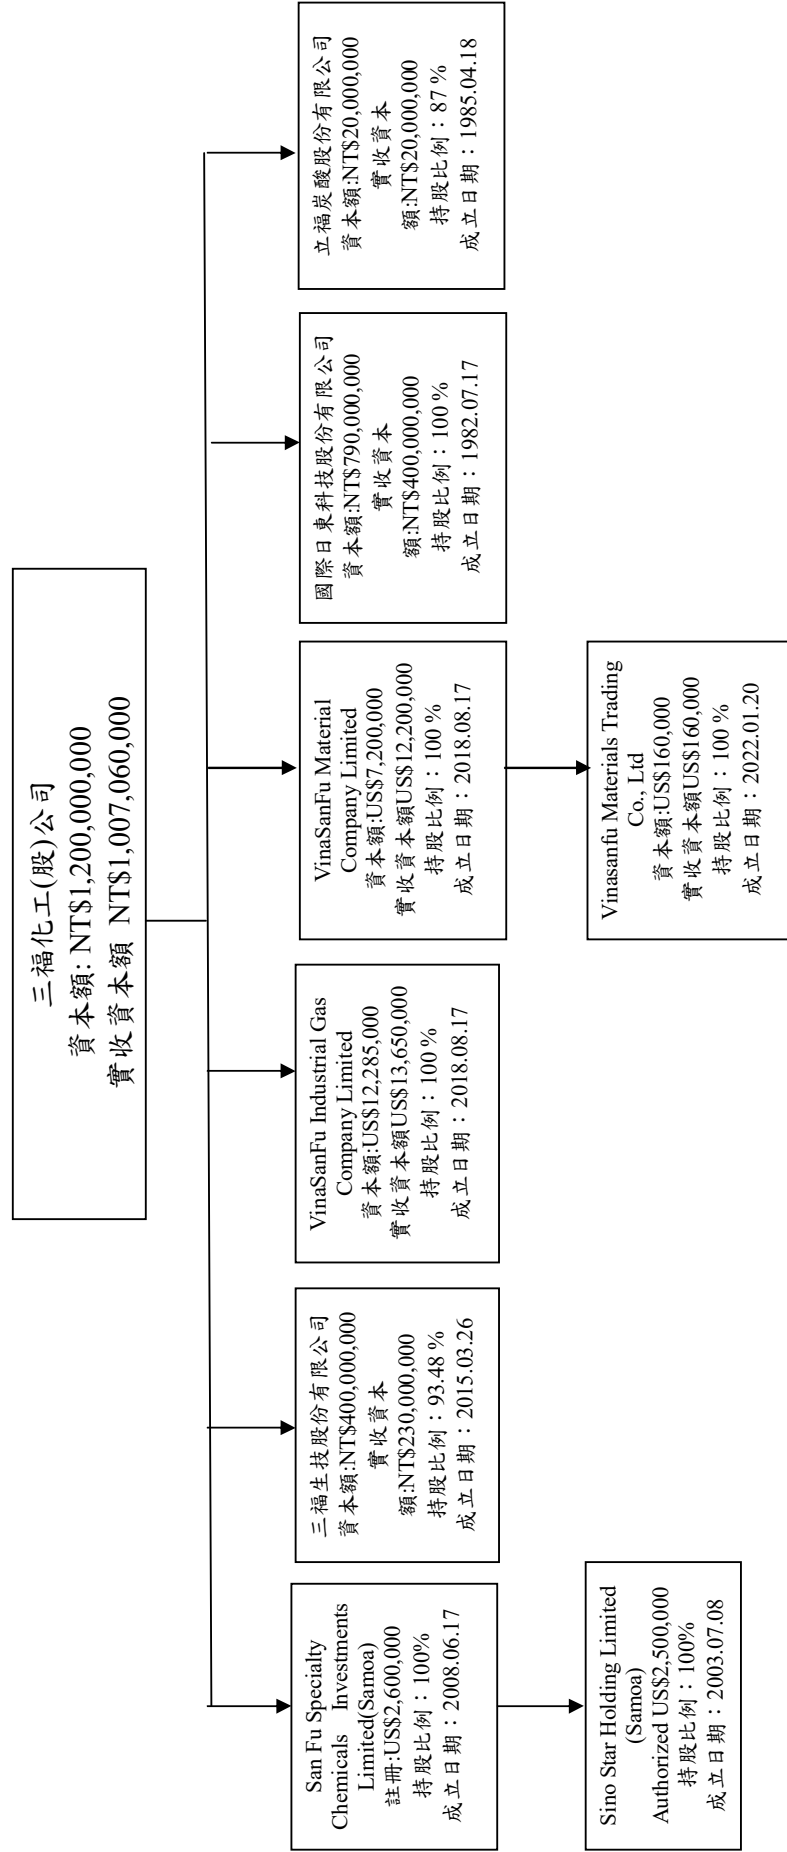 三福化工(股)公司
資本額: NT$1,200,000,000
實收資本額 NT$1,007,060,000
San Fu Specialty
Chemicals Investments
Limited(Samoa)
註冊:US$2,600,000
持股比例：100%
成立日期：2008.06.17
三福生技股份有限公司
資本額:NT$400,000,000
實收資本
額:NT$230,000,000
持股比例：93.48 %
成立日期：2015.03.26
VinaSanFu Industrial Gas
Company Limited
資本額:US$12,285,000
實收資本額US$13,650,000
持股比例：100 %
成立日期：2018.08.17
VinaSanFu Material
Company Limited
資本額:US$7,200,000
實收資本額US$12,200,000
持股比例：100 %
成立日期：2018.08.17
國際日東科技股份有限公司
資本額:NT$790,000,000
實收資本
額:NT$400,000,000
持股比例：100 %
成立日期：1982.07.17
立福炭酸股份有限公司
資本額:NT$20,000,000
實收資本
額:NT$20,000,000
持股比例：87 %
成立日期：1985.04.18
Sino Star Holding Limited
(Samoa)
Authorized US$2,500,000
持股比例：100%
成立日期：2003.07.08
Vinasanfu Materials Trading
Co., Ltd
資本額:US$160,000
實收資本額US$160,000
持股比例：100 %
成立日期：2022.01.20